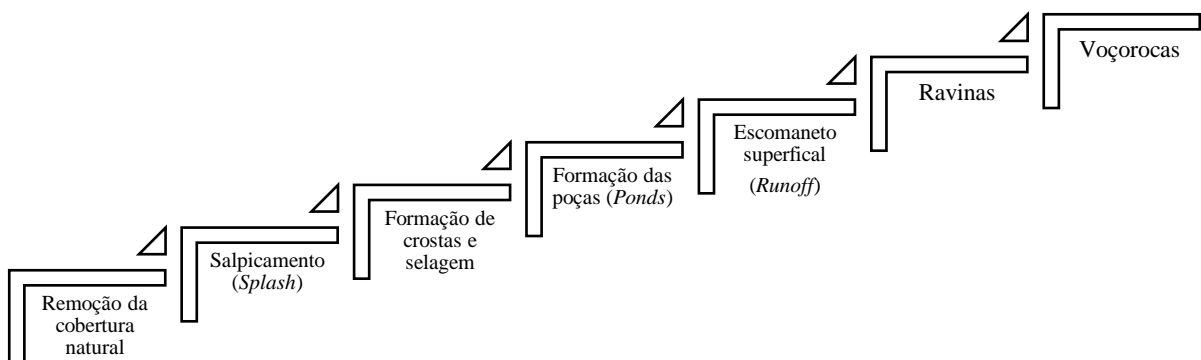 Remoção da
cobertura
natural
Salpicamento
(Splash)
Formação de
crostas e
selagem
Formação das
poças (Ponds)
Escomaneto
superfical
(Runoff)
Ravinas
Voçorocas